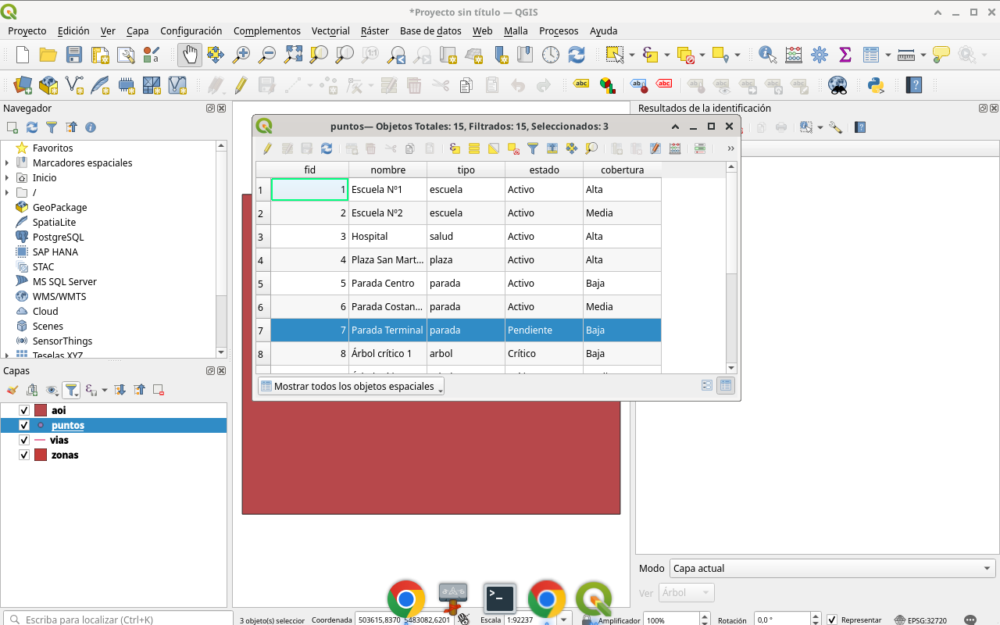 *Proyecto sin título — QGIS
Proyecto Edición Ver Capa Configuración Complementos Vectorial Ráster Base de datos Web Malla Procesos Ayuda
Navegador
Favoritos
Marcadores espaciales
Inicio
/
GeoPackage
SpatiaLite
PostgreSQL
SAP HANA
STAC
MS SQL Server
WMS/WMTS
Cloud
Scenes
SensorThings
Teselas XYZ
Capas
aoi
puntos
vias
zonas
Resultados de la identificación
puntos— Objetos Totales: 15, Filtrados: 15, Seleccionados: 3
fid nombre tipo estado cobertura
1 1 Escuela Nº1 escuela Activo Alta
2 2 Escuela Nº2 escuela Activo Media
3 3 Hospital salud Activo Alta
4 4 Plaza San Mart... plaza Activo Alta
5 5 Parada Centro parada Activo Baja
6 6 Parada Costan... parada Activo Media
7 7 Parada Terminal parada Pendiente Baja
8 8 Árbol crítico 1 arbol Crítico Baja
Mostrar todos los objetos espaciales
Modo Capa actual
Ver Árbol
Escriba para localizar (Ctrl+K)
3 objeto(s) seleccior
Coordenada 503615,8370 5483082,6201
Escala 1:92237
Amplificador 100%
Rotación 0,0 °
Representar
EPSG:32720